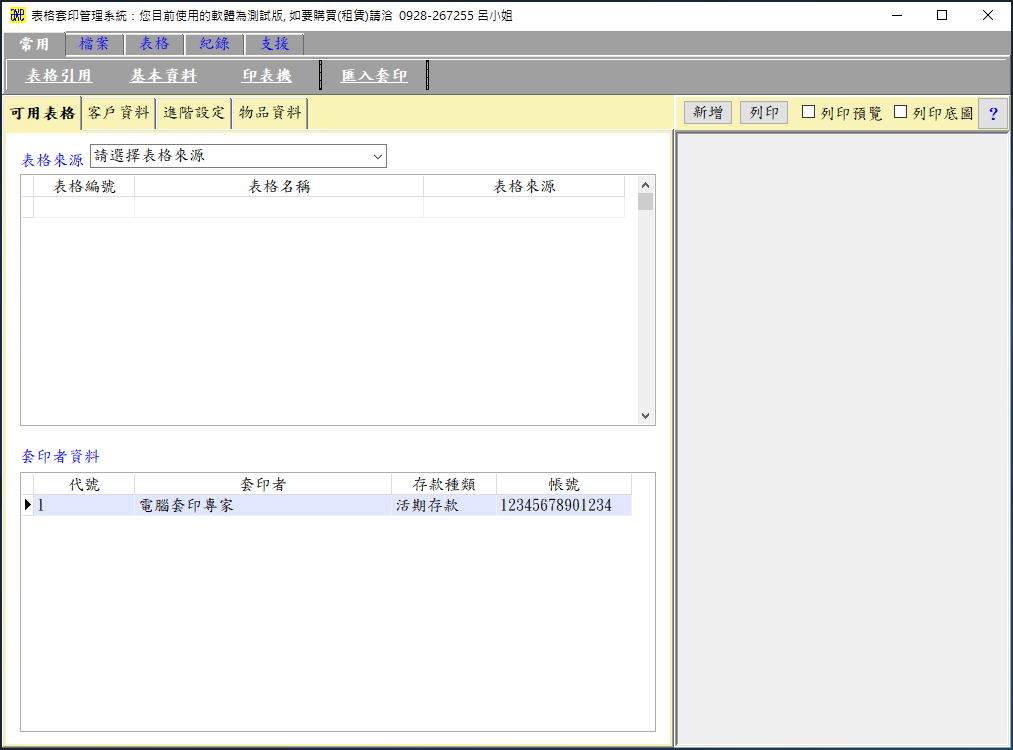 表格套印管理系統：您目前使用的軟體為測試版, 如要購買(租賃)請洽 0928-267255 呂小姐
常用 檔案 表格 紀錄 支援
表格引用 基本資料 印表機 匯入套印
可用表格 客戶資料 進階設定 物品資料 新增 列印 列印預覽 列印底圖 ?
表格來源 請選擇表格來源
表格編號 表格名稱 表格來源
套印者資料
代號 套印者 存款種類 帳號
1 電腦套印專家 活期存款 12345678901234